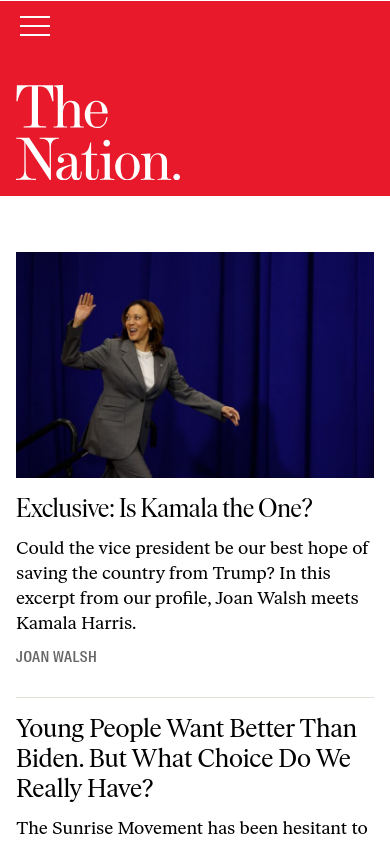 The
Nation.
Exclusive: Is Kamala the One?
Could the vice president be our best hope of
saving the country from Trump? In this
excerpt from our profile, Joan Walsh meets
Kamala Harris.
JOAN WALSH
Young People Want Better Than
Biden. But What Choice Do We
Really Have?
The Sunrise Movement has been hesitant to